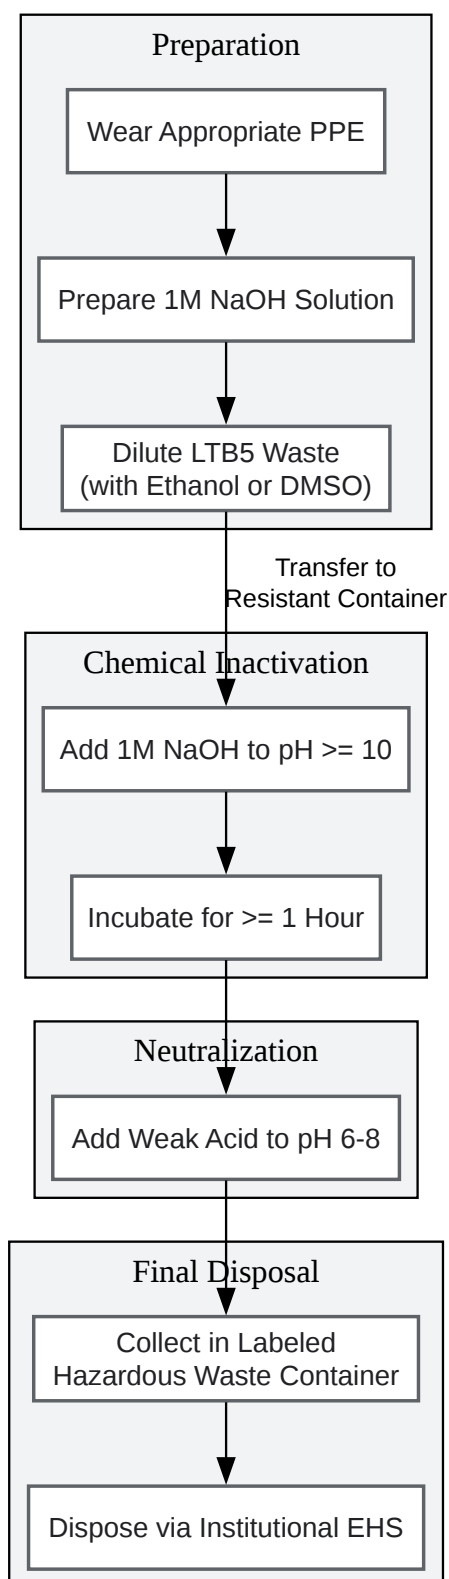 Preparation
Wear Appropriate PPE
Prepare 1M NaOH Solution
Dilute LTB5 Waste
(with Ethanol or DMSO)
Transfer to
Resistant Container
Chemical Inactivation
Add 1M NaOH to pH >= 10
Incubate for >= 1 Hour
Neutralization
Add Weak Acid to pH 6-8
Final Disposal
Collect in Labeled
Hazardous Waste Container
Dispose via Institutional EHS